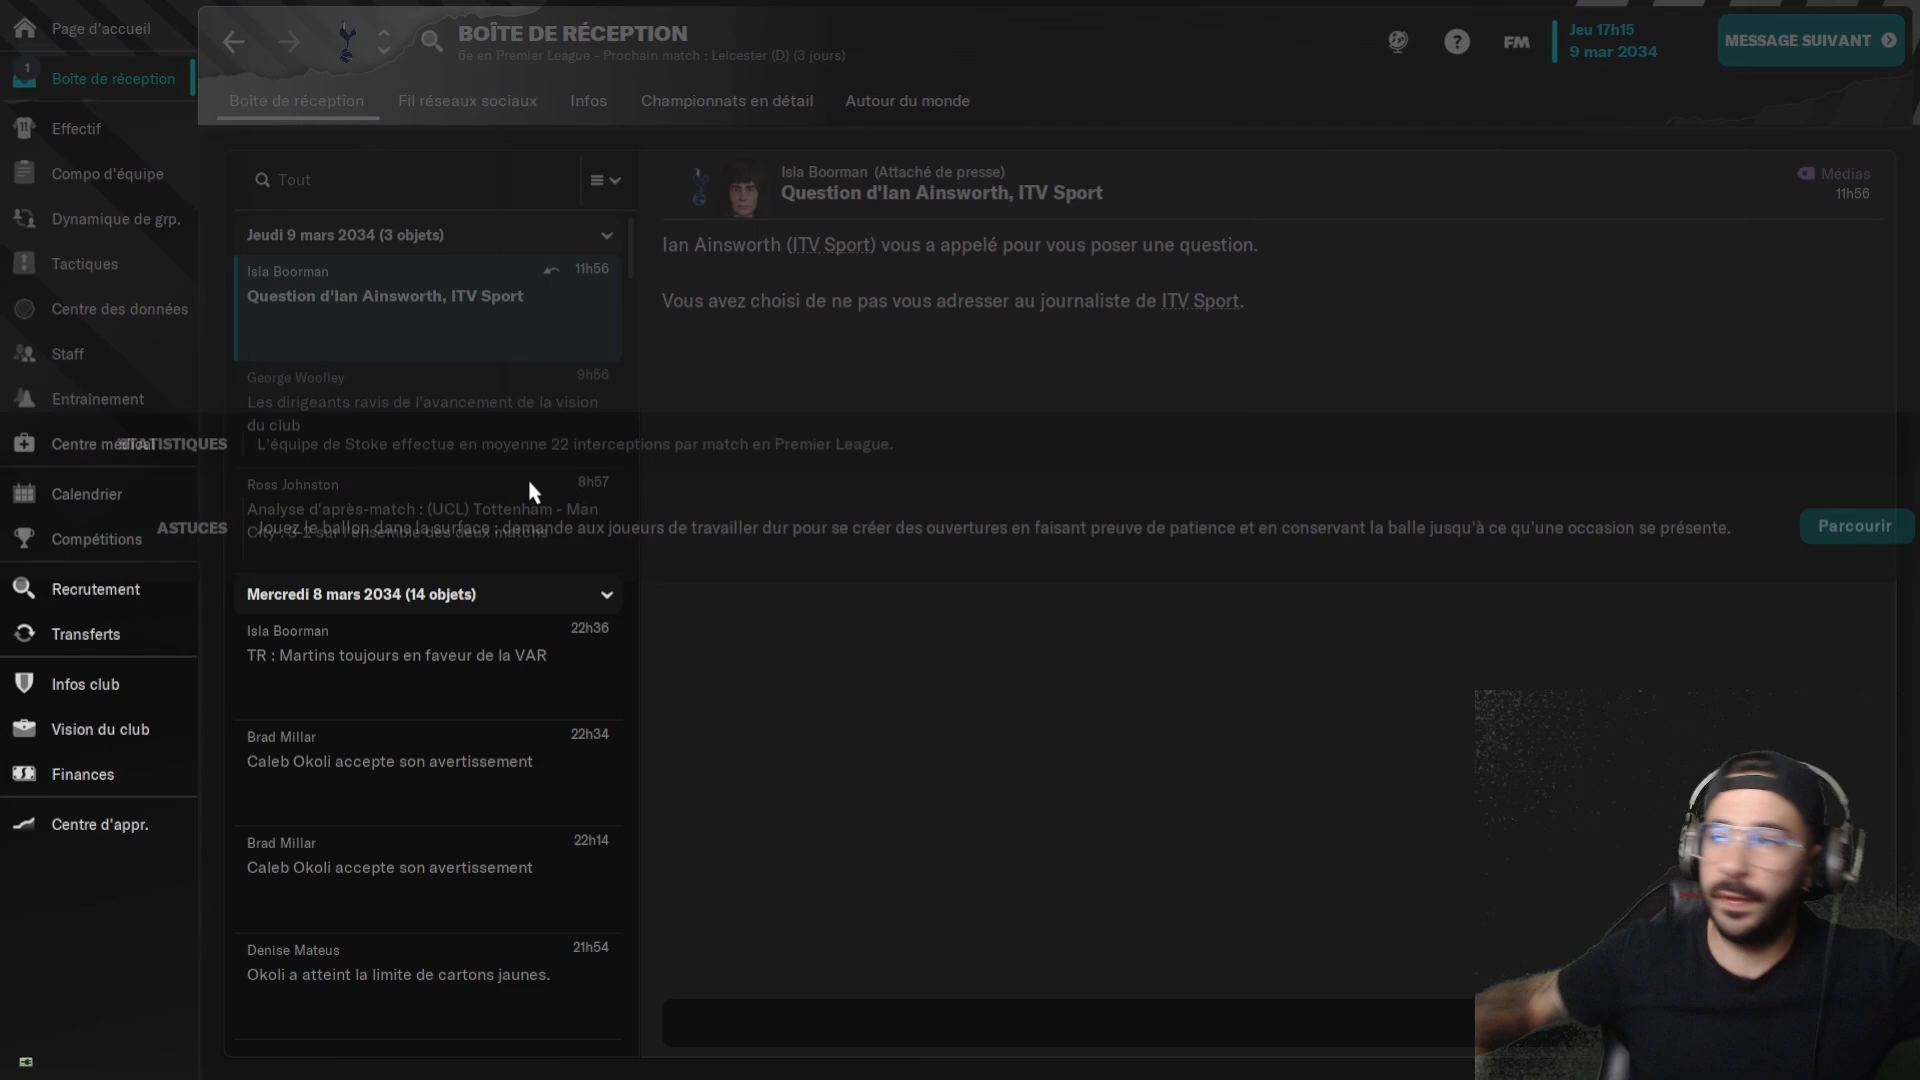 Page d'accueil
1
Boîte de réception
Effectif
Compo d'équipe
Dynamique de grp.
Tactiques
Centre des données
Staff
Entraînement
Centre médical
Calendrier
Compétitions
Recrutement
Transferts
Infos club
Vision du club
Finances
Centre d'appr.
BOÎTE DE RÉCEPTION
6e en Premier League - Prochain match : Leicester (D) (3 jours)
?
FM
Jeu 17h15
9 mar 2034
MESSAGE SUIVANT
Boîte de réception
Fil réseaux sociaux
Infos
Championnats en détail
Autour du monde
Tout
Jeudi 9 mars 2034 (3 objets)
Isla Boorman
11h56
Question d'Ian Ainsworth, ITV Sport
George Woolley
9h56
Les dirigeants ravis de l'avancement de la vision
du club
Ross Johnston
8h57
Analyse d'après-match : (UCL) Tottenham - Man
City : 3-2 sur l'ensemble des deux matchs
Mercredi 8 mars 2034 (14 objets)
Isla Boorman
22h36
TR : Martins toujours en faveur de la VAR
Brad Millar
22h34
Caleb Okoli accepte son avertissement
Brad Millar
22h14
Caleb Okoli accepte son avertissement
Denise Mateus
21h54
Okoli a atteint la limite de cartons jaunes.
Isla Boorman (Attaché de presse)
Question d'Ian Ainsworth, ITV Sport
Médias
11h56
Ian Ainsworth (ITV Sport) vous a appelé pour vous poser une question.
Vous avez choisi de ne pas vous adresser au journaliste de ITV Sport.
STATISTIQUES
L'équipe de Stoke effectue en moyenne 22 interceptions par match en Premier League.
ASTUCES
Jouez le ballon dans la surface : demande aux joueurs de travailler dur pour se créer des ouvertures en faisant preuve de patience et en conservant la balle jusqu'à ce qu'une occasion se présente.
Parcourir